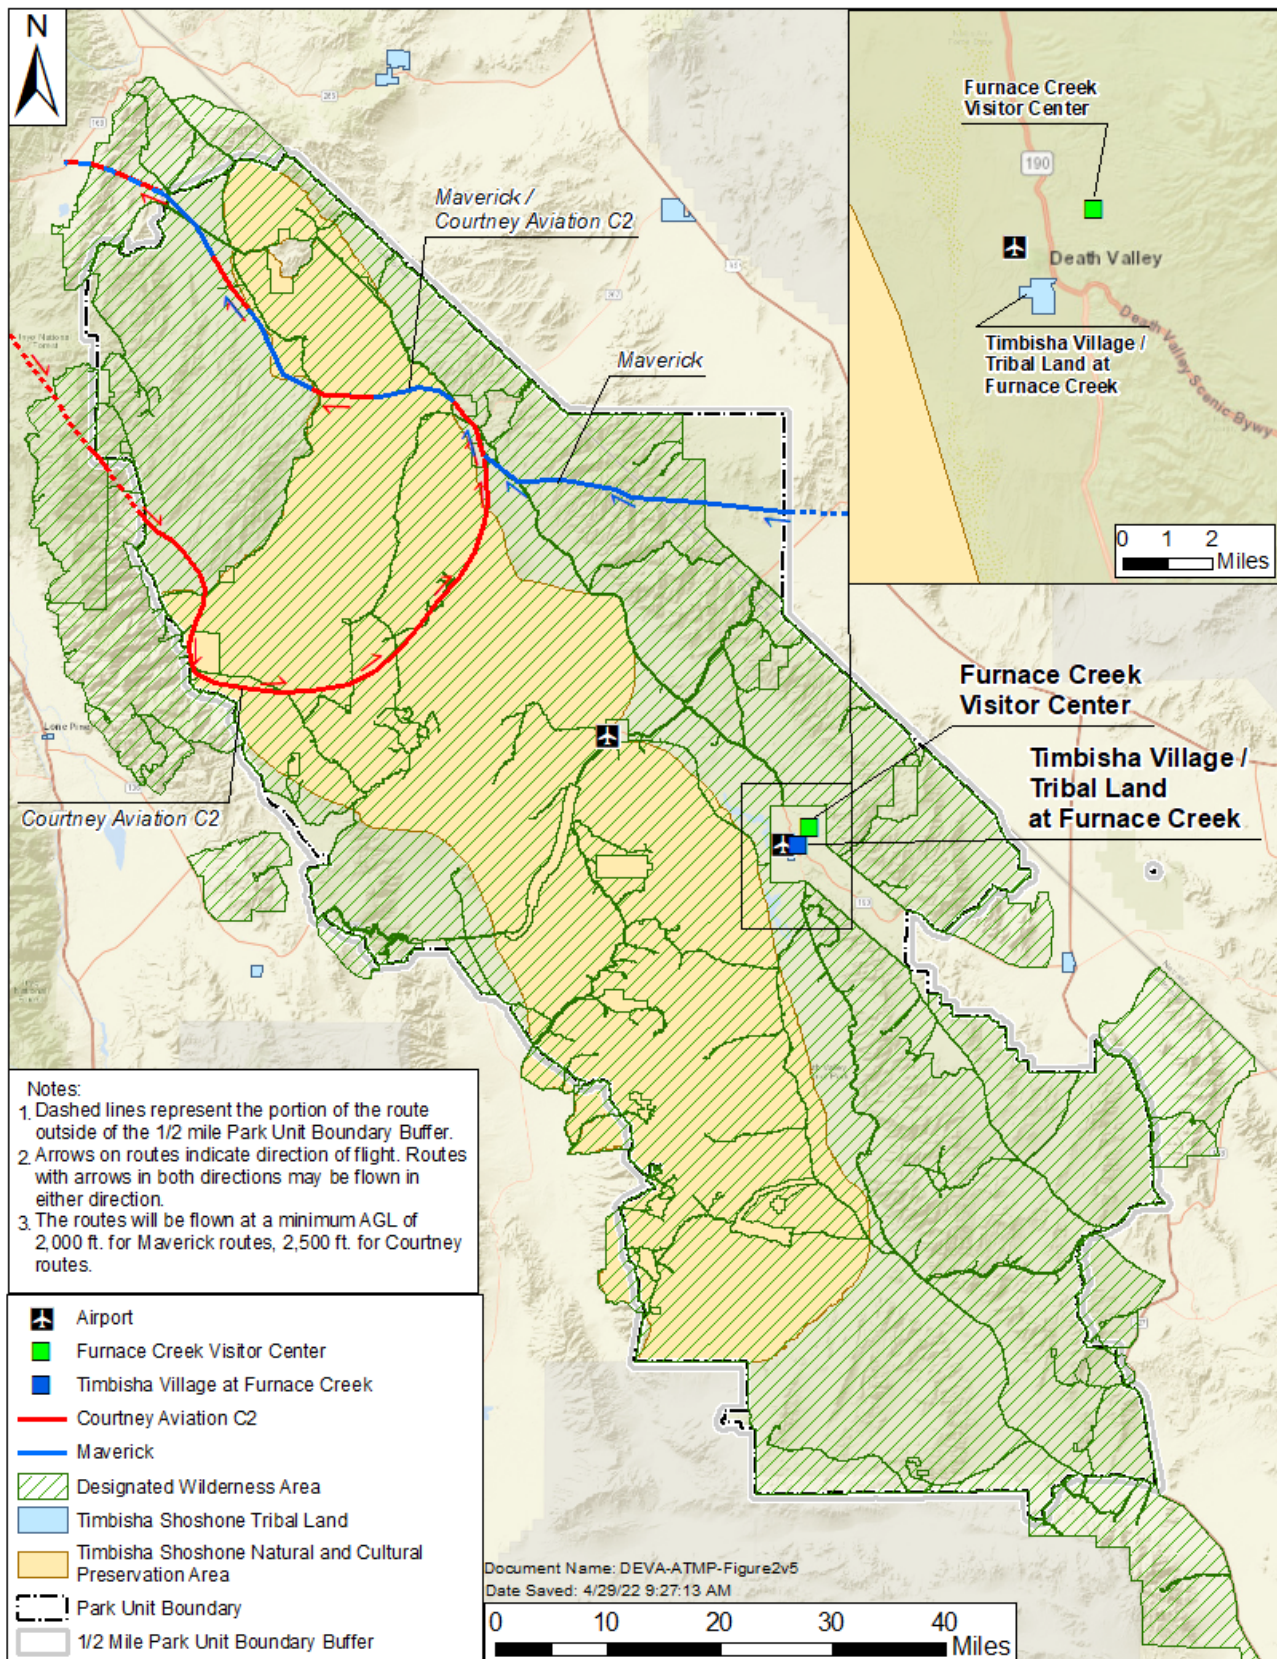 N
Furnace Creek
Visitor Center
190
Death Valley
Death Valley Scenic Bywy
Timbisha Village /
Tribal Land at
Furnace Creek
0 1 2
Miles
Maverick /
Courtney Aviation C2
Maverick
Furnace Creek
Visitor Center
Timbisha Village /
Tribal Land
at Furnace Creek
Lone Pine
Courtney Aviation C2
Notes:
1. Dashed lines represent the portion of the route
outside of the 1/2 mile Park Unit Boundary Buffer.
2. Arrows on routes indicate direction of flight. Routes
with arrows in both directions may be flown in
either direction.
3. The routes will be flown at a minimum AGL of
2,000 ft. for Maverick routes, 2,500 ft. for Courtney
routes.
Airport
Furnace Creek Visitor Center
Timbisha Village at Furnace Creek
Courtney Aviation C2
Maverick
Designated Wilderness Area
Timbisha Shoshone Tribal Land
Timbisha Shoshone Natural and Cultural
Preservation Area
Park Unit Boundary
1/2 Mile Park Unit Boundary Buffer
Document Name: DEVA-ATMP-Figure2v5
Date Saved: 4/29/22 9:27:13 AM
0 10 20 30 40
Miles